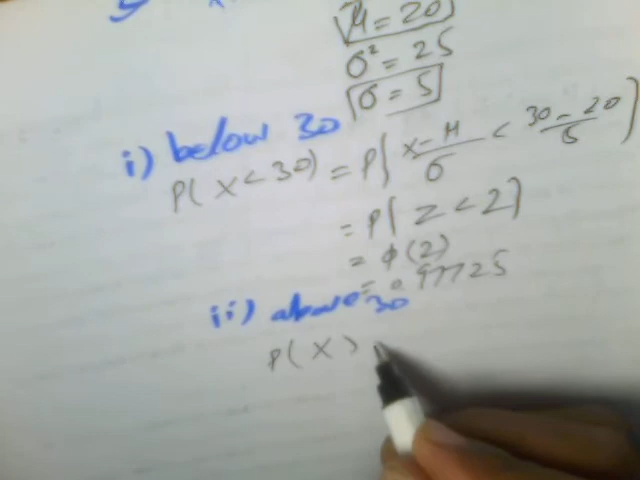 μ = 20
σ² = 25
σ = 5
i) below 30
P(X < 30) = P(X - μ / σ < 30 - 20 / 5)
= P(Z < 2)
= φ(2)
= 0.97725
ii) above 30
P(X >